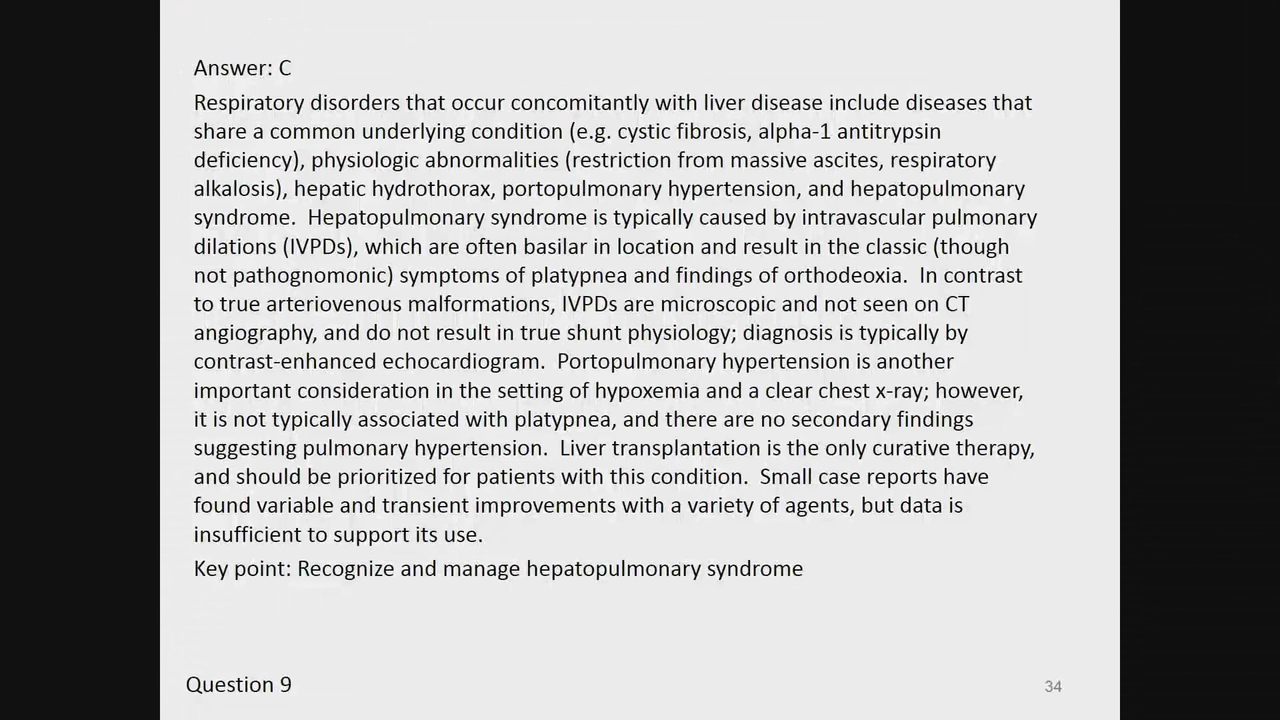 Answer: C
Respiratory disorders that occur concomitantly with liver disease include diseases that
share a common underlying condition (e.g. cystic fibrosis, alpha-1 antitrypsin
deficiency), physiologic abnormalities (restriction from massive ascites, respiratory
alkalosis), hepatic hydrothorax, portopulmonary hypertension, and hepatopulmonary
syndrome.  Hepatopulmonary syndrome is typically caused by intravascular pulmonary
dilations (IVPDs), which are often basilar in location and result in the classic (though
not pathognomonic) symptoms of platypnea and findings of orthodeoxia.  In contrast
to true arteriovenous malformations, IVPDs are microscopic and not seen on CT
angiography, and do not result in true shunt physiology; diagnosis is typically by
contrast-enhanced echocardiogram.  Portopulmonary hypertension is another
important consideration in the setting of hypoxemia and a clear chest x-ray; however,
it is not typically associated with platypnea, and there are no secondary findings
suggesting pulmonary hypertension.  Liver transplantation is the only curative therapy,
and should be prioritized for patients with this condition.  Small case reports have
found variable and transient improvements with a variety of agents, but data is
insufficient to support its use.
Key point: Recognize and manage hepatopulmonary syndrome
Question 9
34